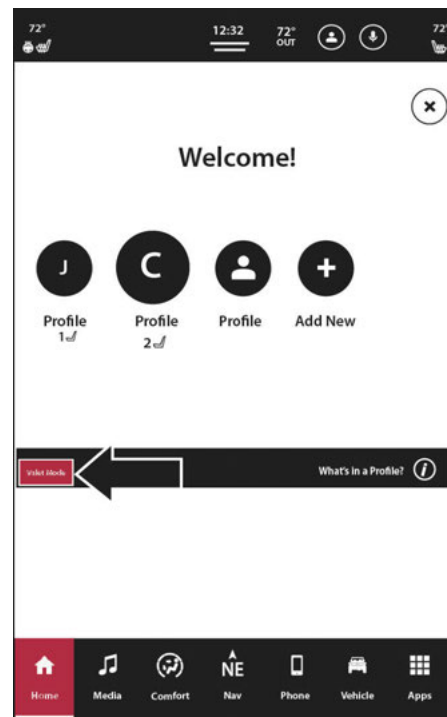 72°
12:32
72°
OUT
72°
Welcome!
J
C
Profile
1
Profile
2
Profile
Add New
Valet Mode
What's in a Profile?
i
NE
Home
Media
Comfort
Nav
Phone
Vehicle
Apps